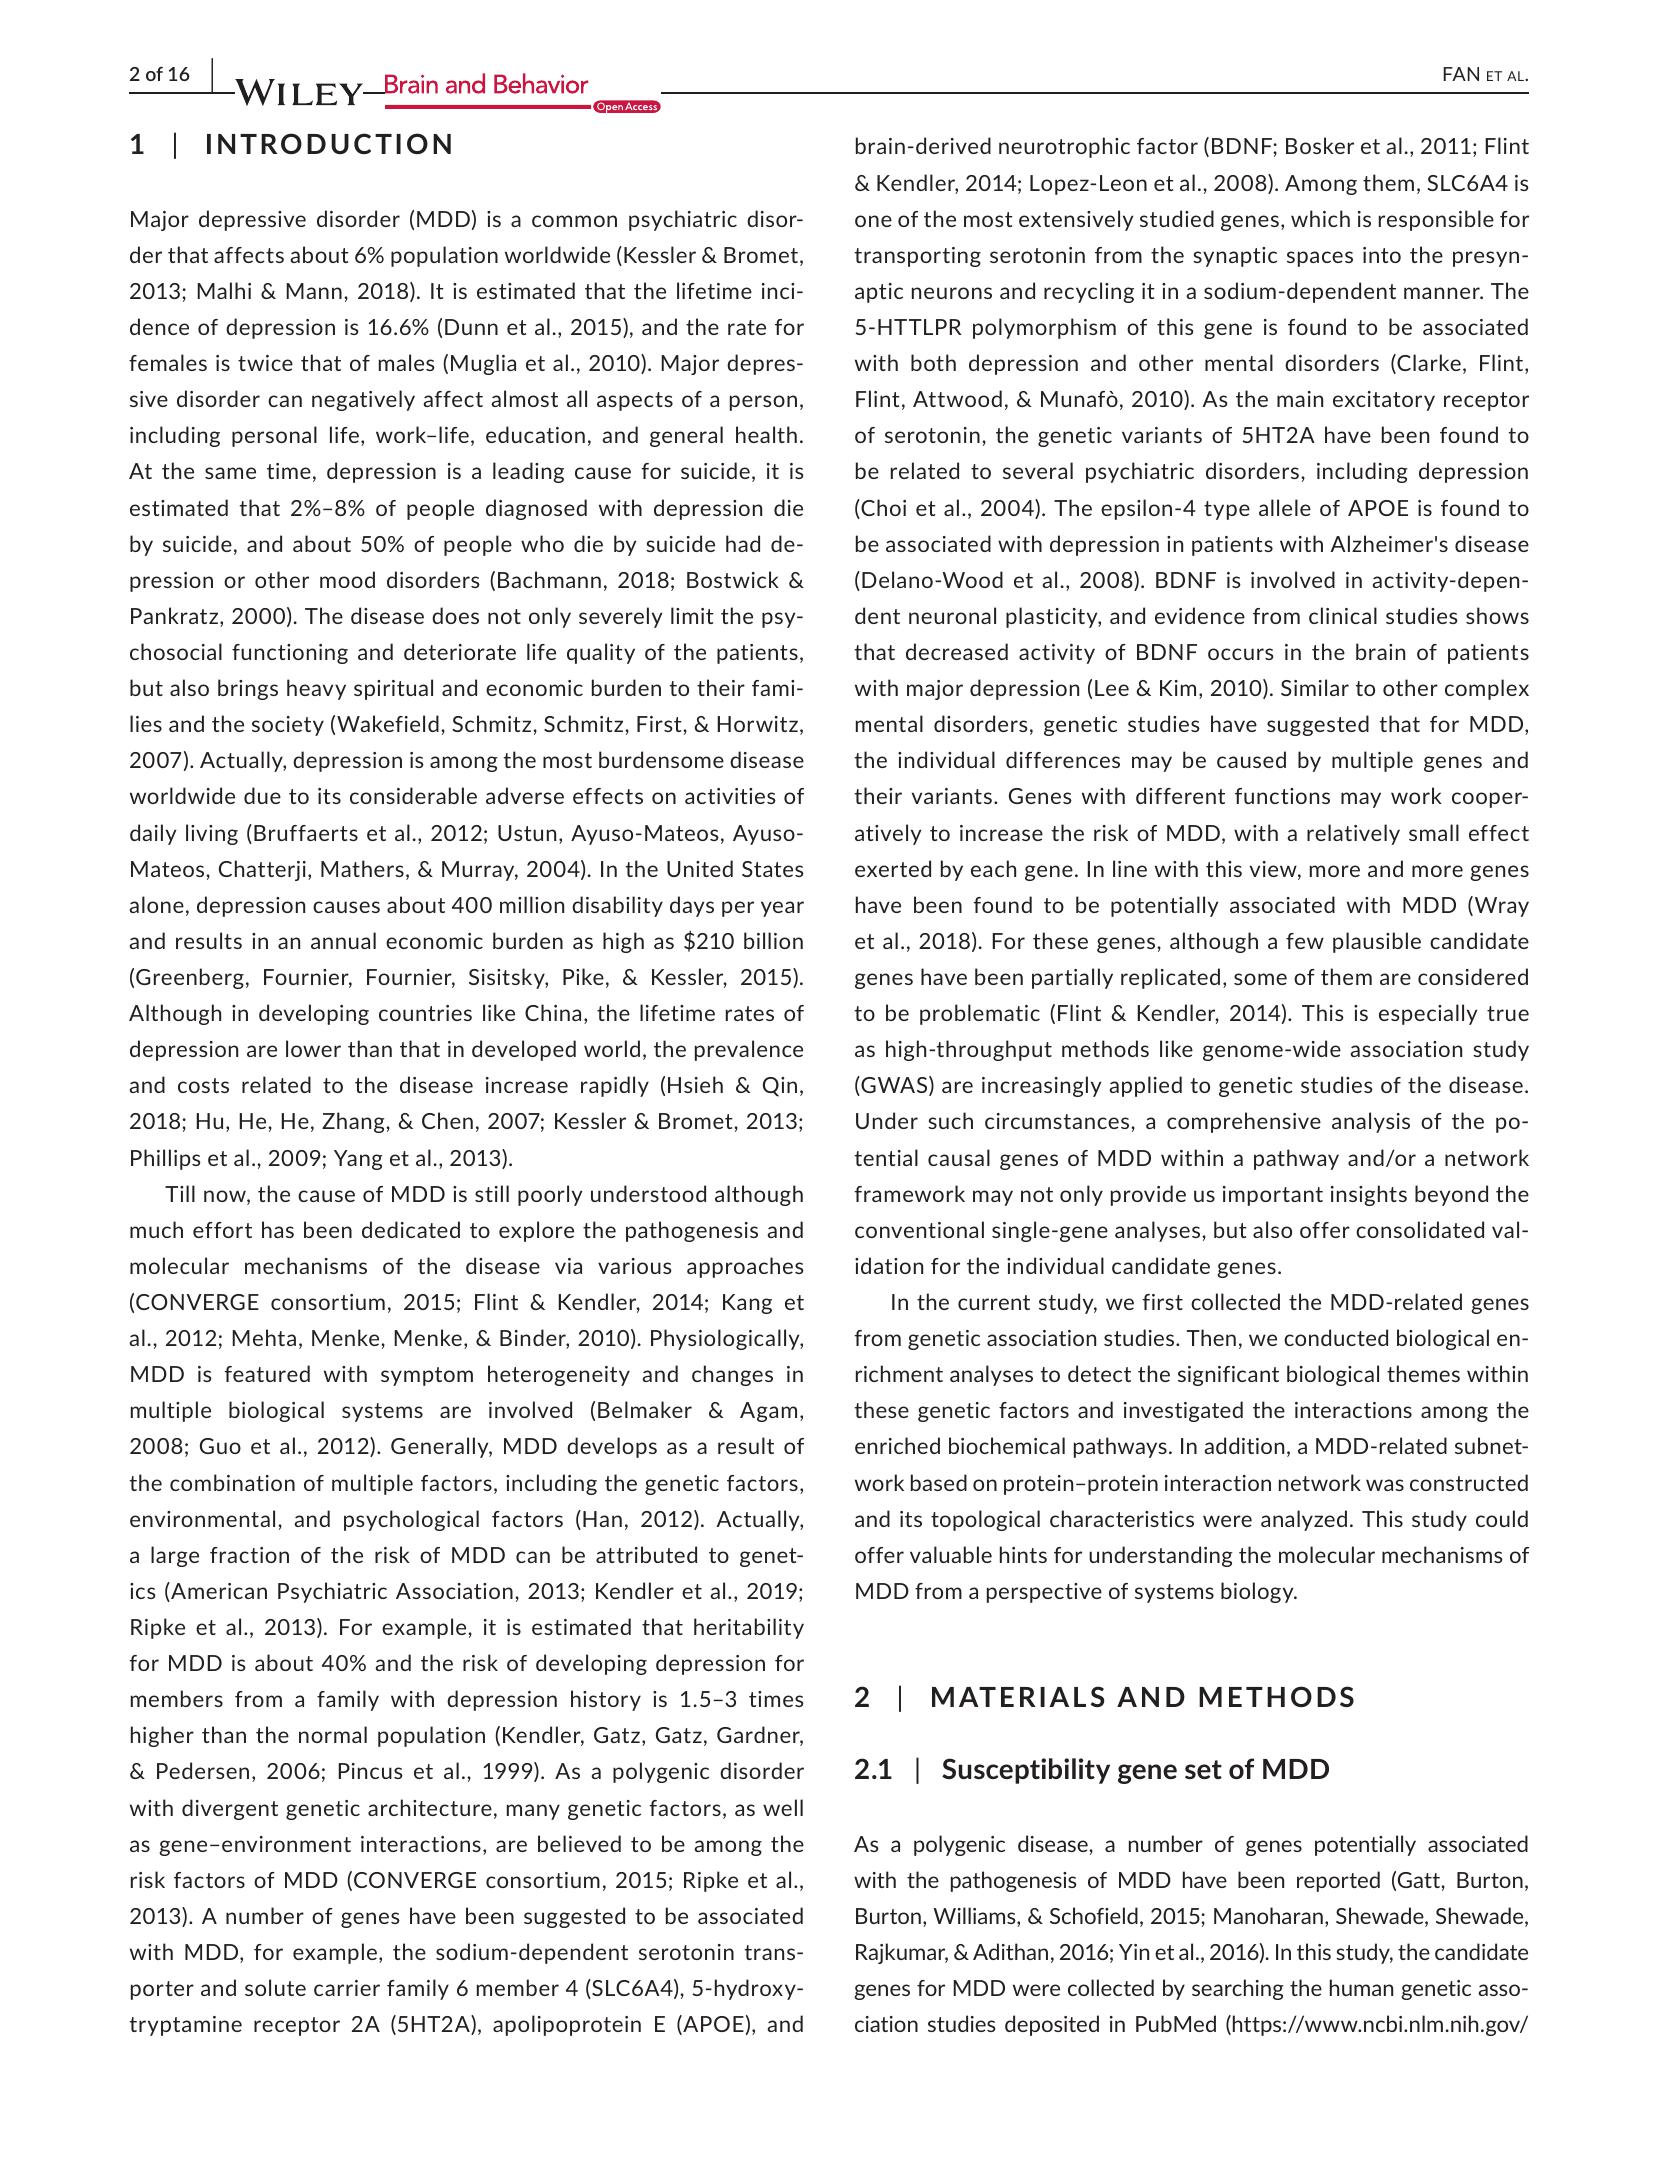 2 of 16
WILEY
Brain and Behavior
Open Access
FAN ET AL.
1 | INTRODUCTION
Major depressive disorder (MDD) is a common psychiatric disor-
der that affects about 6% population worldwide (Kessler & Bromet,
2013; Malhi & Mann, 2018). It is estimated that the lifetime inci-
dence of depression is 16.6% (Dunn et al., 2015), and the rate for
females is twice that of males (Muglia et al., 2010). Major depres-
sive disorder can negatively affect almost all aspects of a person,
including personal life, work–life, education, and general health.
At the same time, depression is a leading cause for suicide, it is
estimated that 2%–8% of people diagnosed with depression die
by suicide, and about 50% of people who die by suicide had de-
pression or other mood disorders (Bachmann, 2018; Bostwick &
Pankratz, 2000). The disease does not only severely limit the psy-
chosocial functioning and deteriorate life quality of the patients,
but also brings heavy spiritual and economic burden to their fami-
lies and the society (Wakefield, Schmitz, Schmitz, First, & Horwitz,
2007). Actually, depression is among the most burdensome disease
worldwide due to its considerable adverse effects on activities of
daily living (Bruffaerts et al., 2012; Ustun, Ayuso-Mateos, Ayuso-
Mateos, Chatterji, Mathers, & Murray, 2004). In the United States
alone, depression causes about 400 million disability days per year
and results in an annual economic burden as high as $210 billion
(Greenberg, Fournier, Fournier, Sisitsky, Pike, & Kessler, 2015).
Although in developing countries like China, the lifetime rates of
depression are lower than that in developed world, the prevalence
and costs related to the disease increase rapidly (Hsieh & Qin,
2018; Hu, He, He, Zhang, & Chen, 2007; Kessler & Bromet, 2013;
Phillips et al., 2009; Yang et al., 2013).
Till now, the cause of MDD is still poorly understood although
much effort has been dedicated to explore the pathogenesis and
molecular mechanisms of the disease via various approaches
(CONVERGE consortium, 2015; Flint & Kendler, 2014; Kang et
al., 2012; Mehta, Menke, Menke, & Binder, 2010). Physiologically,
MDD is featured with symptom heterogeneity and changes in
multiple biological systems are involved (Belmaker & Agam,
2008; Guo et al., 2012). Generally, MDD develops as a result of
the combination of multiple factors, including the genetic factors,
environmental, and psychological factors (Han, 2012). Actually,
a large fraction of the risk of MDD can be attributed to genet-
ics (American Psychiatric Association, 2013; Kendler et al., 2019;
Ripke et al., 2013). For example, it is estimated that heritability
for MDD is about 40% and the risk of developing depression for
members from a family with depression history is 1.5–3 times
higher than the normal population (Kendler, Gatz, Gatz, Gardner,
& Pedersen, 2006; Pincus et al., 1999). As a polygenic disorder
with divergent genetic architecture, many genetic factors, as well
as gene–environment interactions, are believed to be among the
risk factors of MDD (CONVERGE consortium, 2015; Ripke et al.,
2013). A number of genes have been suggested to be associated
with MDD, for example, the sodium-dependent serotonin trans-
porter and solute carrier family 6 member 4 (SLC6A4), 5-hydroxy-
tryptamine receptor 2A (5HT2A), apolipoprotein E (APOE), and
brain-derived neurotrophic factor (BDNF; Bosker et al., 2011; Flint
& Kendler, 2014; Lopez-Leon et al., 2008). Among them, SLC6A4 is
one of the most extensively studied genes, which is responsible for
transporting serotonin from the synaptic spaces into the presyn-
aptic neurons and recycling it in a sodium-dependent manner. The
5-HTTLPR polymorphism of this gene is found to be associated
with both depression and other mental disorders (Clarke, Flint,
Flint, Attwood, & Munafò, 2010). As the main excitatory receptor
of serotonin, the genetic variants of 5HT2A have been found to
be related to several psychiatric disorders, including depression
(Choi et al., 2004). The epsilon-4 type allele of APOE is found to
be associated with depression in patients with Alzheimer's disease
(Delano-Wood et al., 2008). BDNF is involved in activity-depen-
dent neuronal plasticity, and evidence from clinical studies shows
that decreased activity of BDNF occurs in the brain of patients
with major depression (Lee & Kim, 2010). Similar to other complex
mental disorders, genetic studies have suggested that for MDD,
the individual differences may be caused by multiple genes and
their variants. Genes with different functions may work cooper-
atively to increase the risk of MDD, with a relatively small effect
exerted by each gene. In line with this view, more and more genes
have been found to be potentially associated with MDD (Wray
et al., 2018). For these genes, although a few plausible candidate
genes have been partially replicated, some of them are considered
to be problematic (Flint & Kendler, 2014). This is especially true
as high-throughput methods like genome-wide association study
(GWAS) are increasingly applied to genetic studies of the disease.
Under such circumstances, a comprehensive analysis of the po-
tential causal genes of MDD within a pathway and/or a network
framework may not only provide us important insights beyond the
conventional single-gene analyses, but also offer consolidated val-
idation for the individual candidate genes.
In the current study, we first collected the MDD-related genes
from genetic association studies. Then, we conducted biological en-
richment analyses to detect the significant biological themes within
these genetic factors and investigated the interactions among the
enriched biochemical pathways. In addition, a MDD-related subnet-
work based on protein–protein interaction network was constructed
and its topological characteristics were analyzed. This study could
offer valuable hints for understanding the molecular mechanisms of
MDD from a perspective of systems biology.
2 | MATERIALS AND METHODS
2.1 | Susceptibility gene set of MDD
As a polygenic disease, a number of genes potentially associated
with the pathogenesis of MDD have been reported (Gatt, Burton,
Burton, Williams, & Schofield, 2015; Manoharan, Shewade, Shewade,
Rajkumar, & Adithan, 2016; Yin et al., 2016). In this study, the candidate
genes for MDD were collected by searching the human genetic asso-
ciation studies deposited in PubMed (https://www.ncbi.nlm.nih.gov/